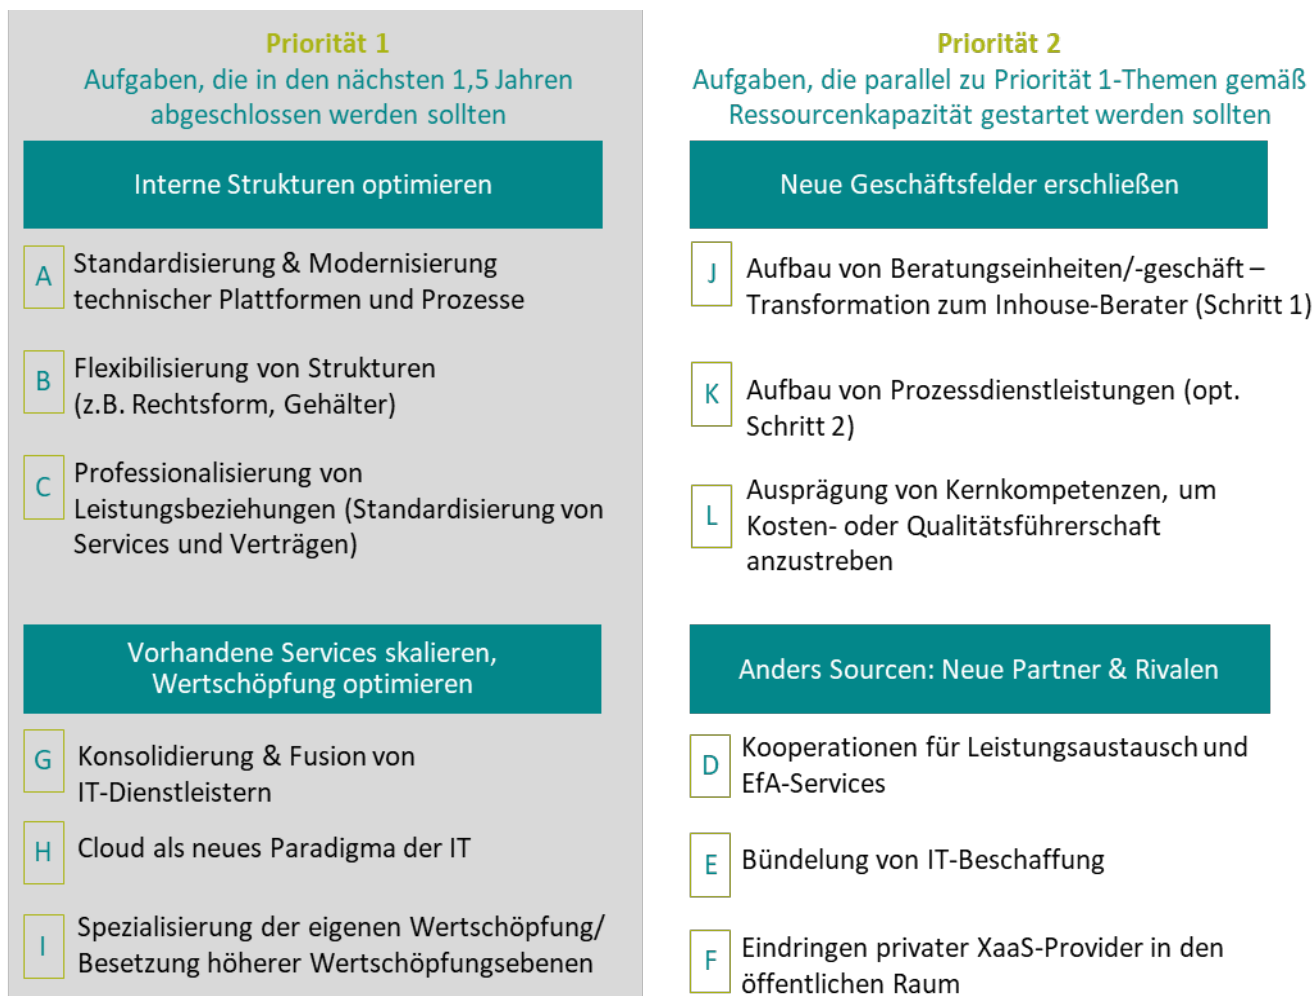 Priorität 1
Aufgaben, die in den nächsten 1,5 Jahren
abgeschlossen werden sollten
Interne Strukturen optimieren
A
Standardisierung & Modernisierung
technischer Plattformen und Prozesse
B
Flexibilisierung von Strukturen
(z.B. Rechtsform, Gehälter)
C
Professionalisierung von
Leistungsbeziehungen (Standardisierung von
Services und Verträgen)
Vorhandene Services skalieren,
Wertschöpfung optimieren
G
Konsolidierung & Fusion von
IT-Dienstleistern
H
Cloud als neues Paradigma der IT
I
Spezialisierung der eigenen Wertschöpfung/
Besetzung höherer Wertschöpfungsebenen
Priorität 2
Aufgaben, die parallel zu Priorität 1-Themen gemäß
Ressourcenkapazität gestartet werden sollten
Neue Geschäftsfelder erschließen
J
Aufbau von Beratungseinheiten/-geschäft –
Transformation zum Inhouse-Berater (Schritt 1)
K
Aufbau von Prozessdienstleistungen (opt.
Schritt 2)
L
Ausprägung von Kernkompetenzen, um
Kosten- oder Qualitätsführerschaft
anzustreben
Anders Sourcen: Neue Partner & Rivalen
D
Kooperationen für Leistungsaustausch und
EfA-Services
E
Bündelung von IT-Beschaffung
F
Eindringen privater XaaS-Provider in den
öffentlichen Raum